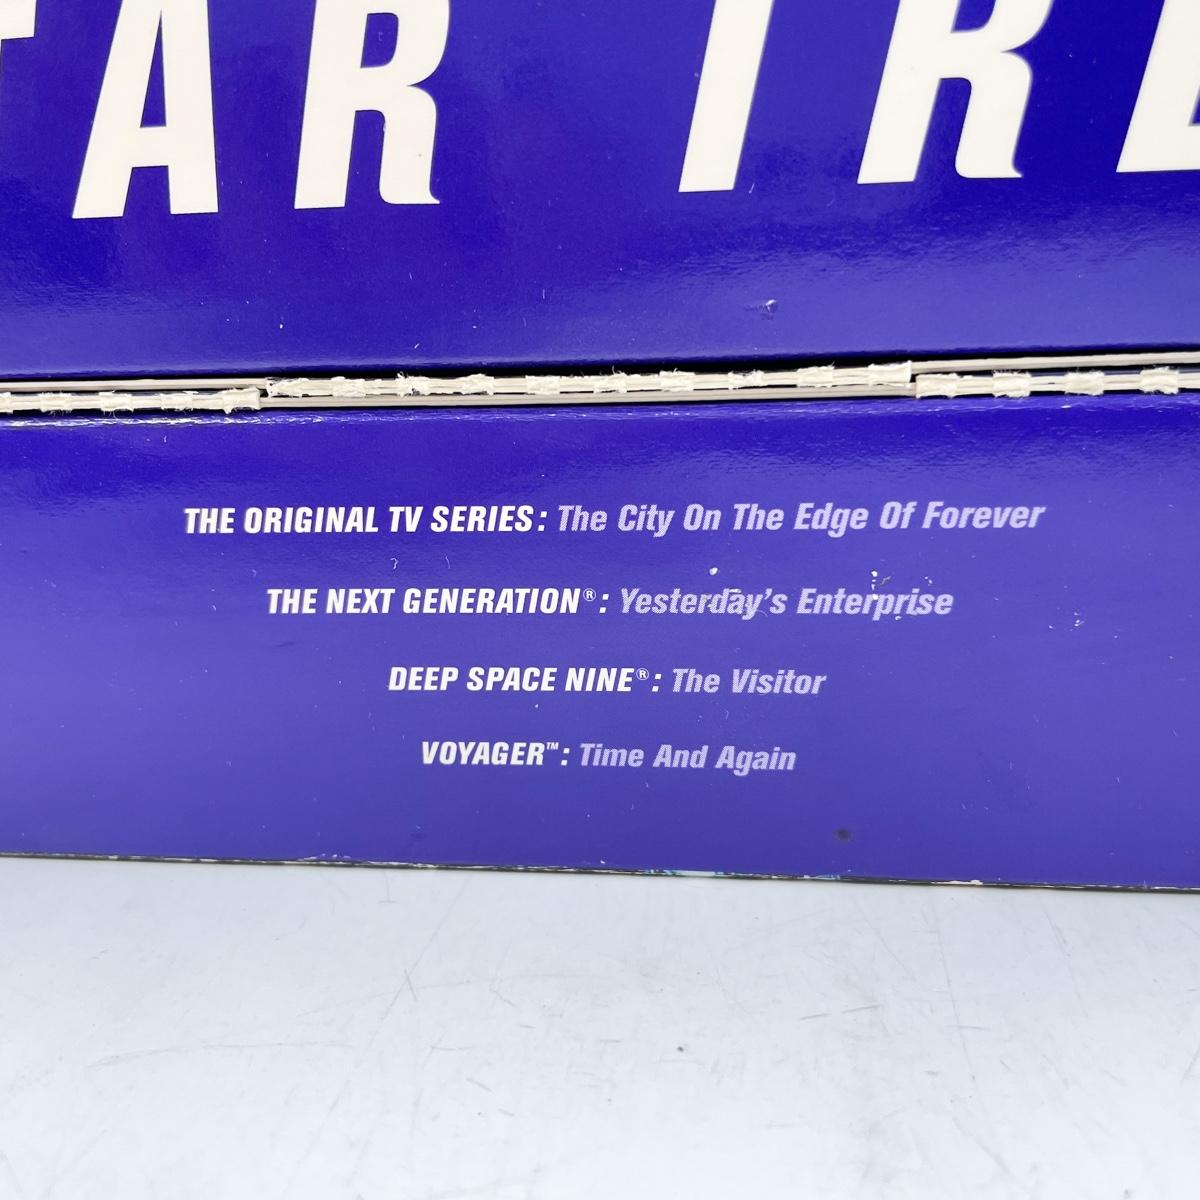 TAR TRE
THE ORIGINAL TV SERIES: The City On The Edge Of Forever
THE NEXT GENERATION®: Yesterday's Enterprise
DEEP SPACE NINE®: The Visitor
VOYAGER™: Time And Again